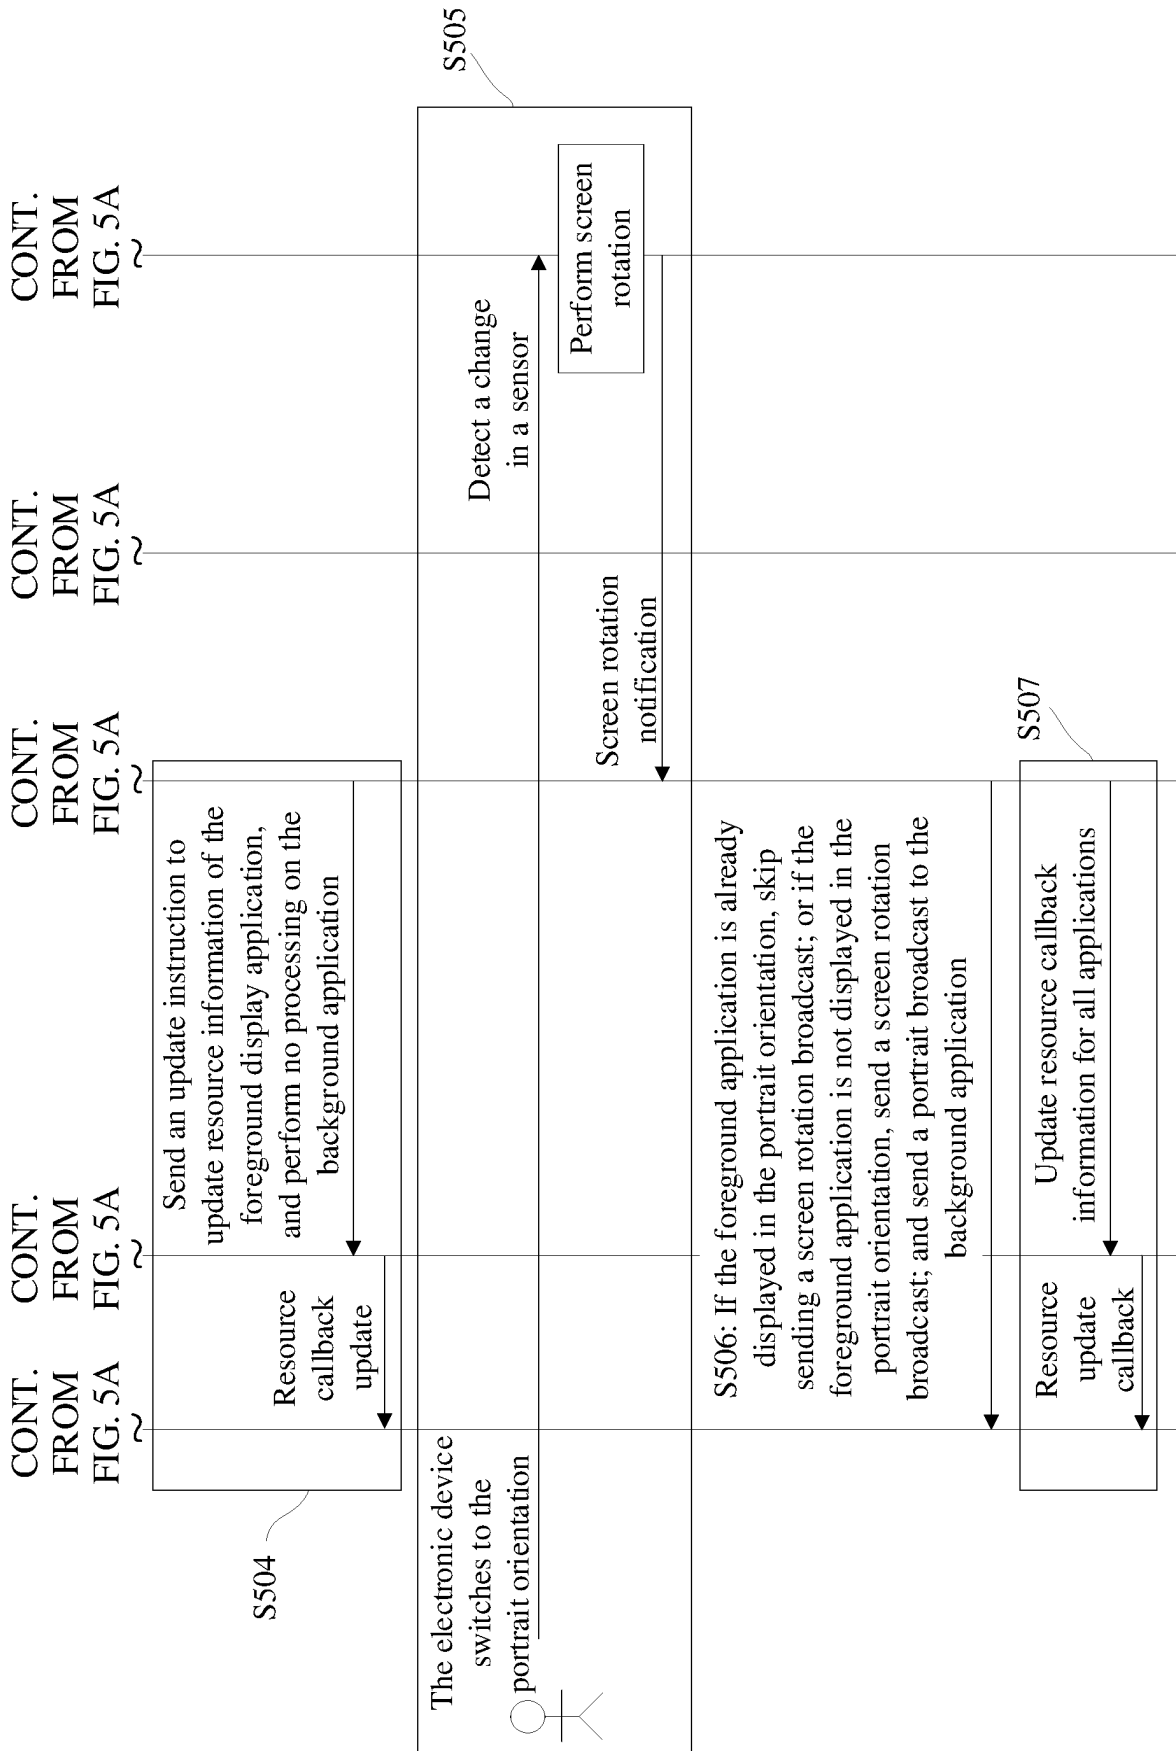 CONT.
FROM
FIG. 5A
CONT.
FROM
FIG. 5A
CONT.
FROM
FIG. 5A
CONT.
FROM
FIG. 5A
CONT.
FROM
FIG. 5A
Send an update instruction to
update resource information of the
foreground display application,
and perform no processing on the
background application
Resource
callback
update
S504
The electronic device
switches to the
portrait orientation
Detect a change
in a sensor
Perform screen
rotation
Screen rotation
notification
S505
S506: If the foreground application is already
displayed in the portrait orientation, skip
sending a screen rotation broadcast; or if the
foreground application is not displayed in the
portrait orientation, send a screen rotation
broadcast; and send a portrait broadcast to the
background application
Update resource callback
information for all applications
Resource
update
callback
S507